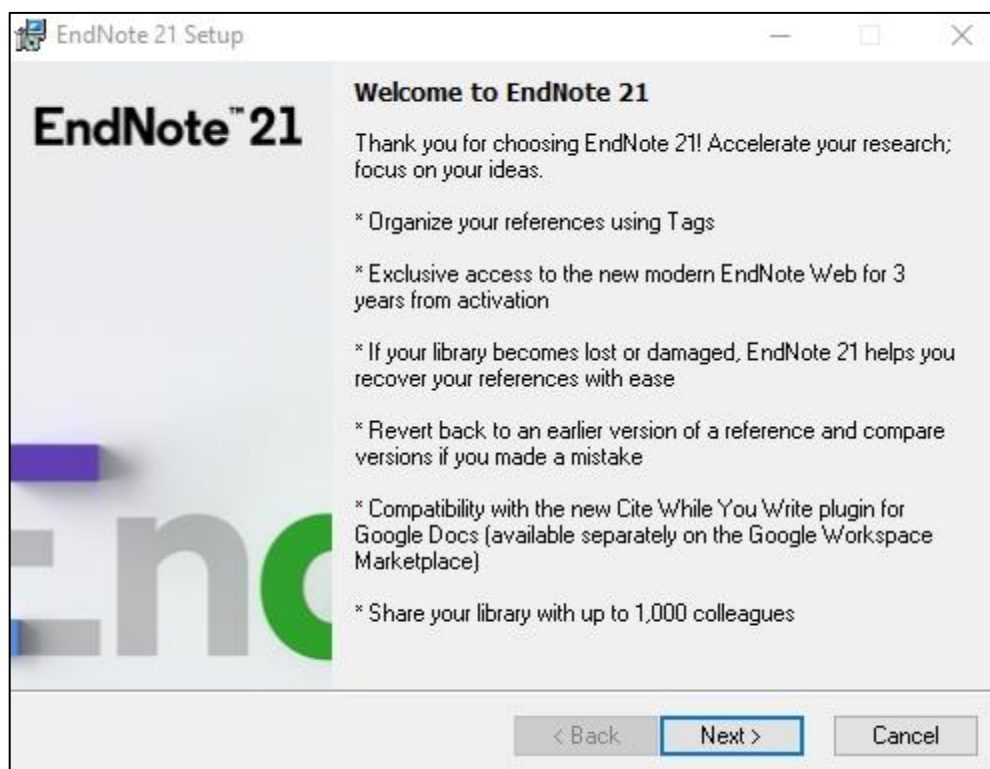 EndNote 21 Setup
EndNote™ 21
Welcome to EndNote 21
Thank you for choosing EndNote 21! Accelerate your research;
focus on your ideas.
* Organize your references using Tags
* Exclusive access to the new modern EndNote Web for 3
years from activation
* If your library becomes lost or damaged, EndNote 21 helps you
recover your references with ease
* Revert back to an earlier version of a reference and compare
versions if you made a mistake
* Compatibility with the new Cite While You Write plugin for
Google Docs (available separately on the Google Workspace
Marketplace)
* Share your library with up to 1,000 colleagues
En
< Back
Next >
Cancel